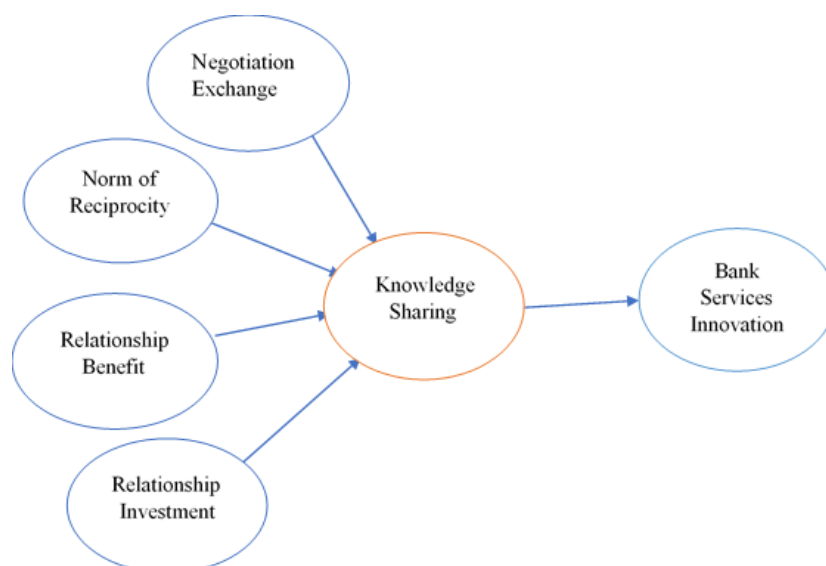 Negotiation
Exchange
Norm of
Reciprocity
Relationship
Benefit
Relationship
Investment
Knowledge
Sharing
Bank
Services
Innovation